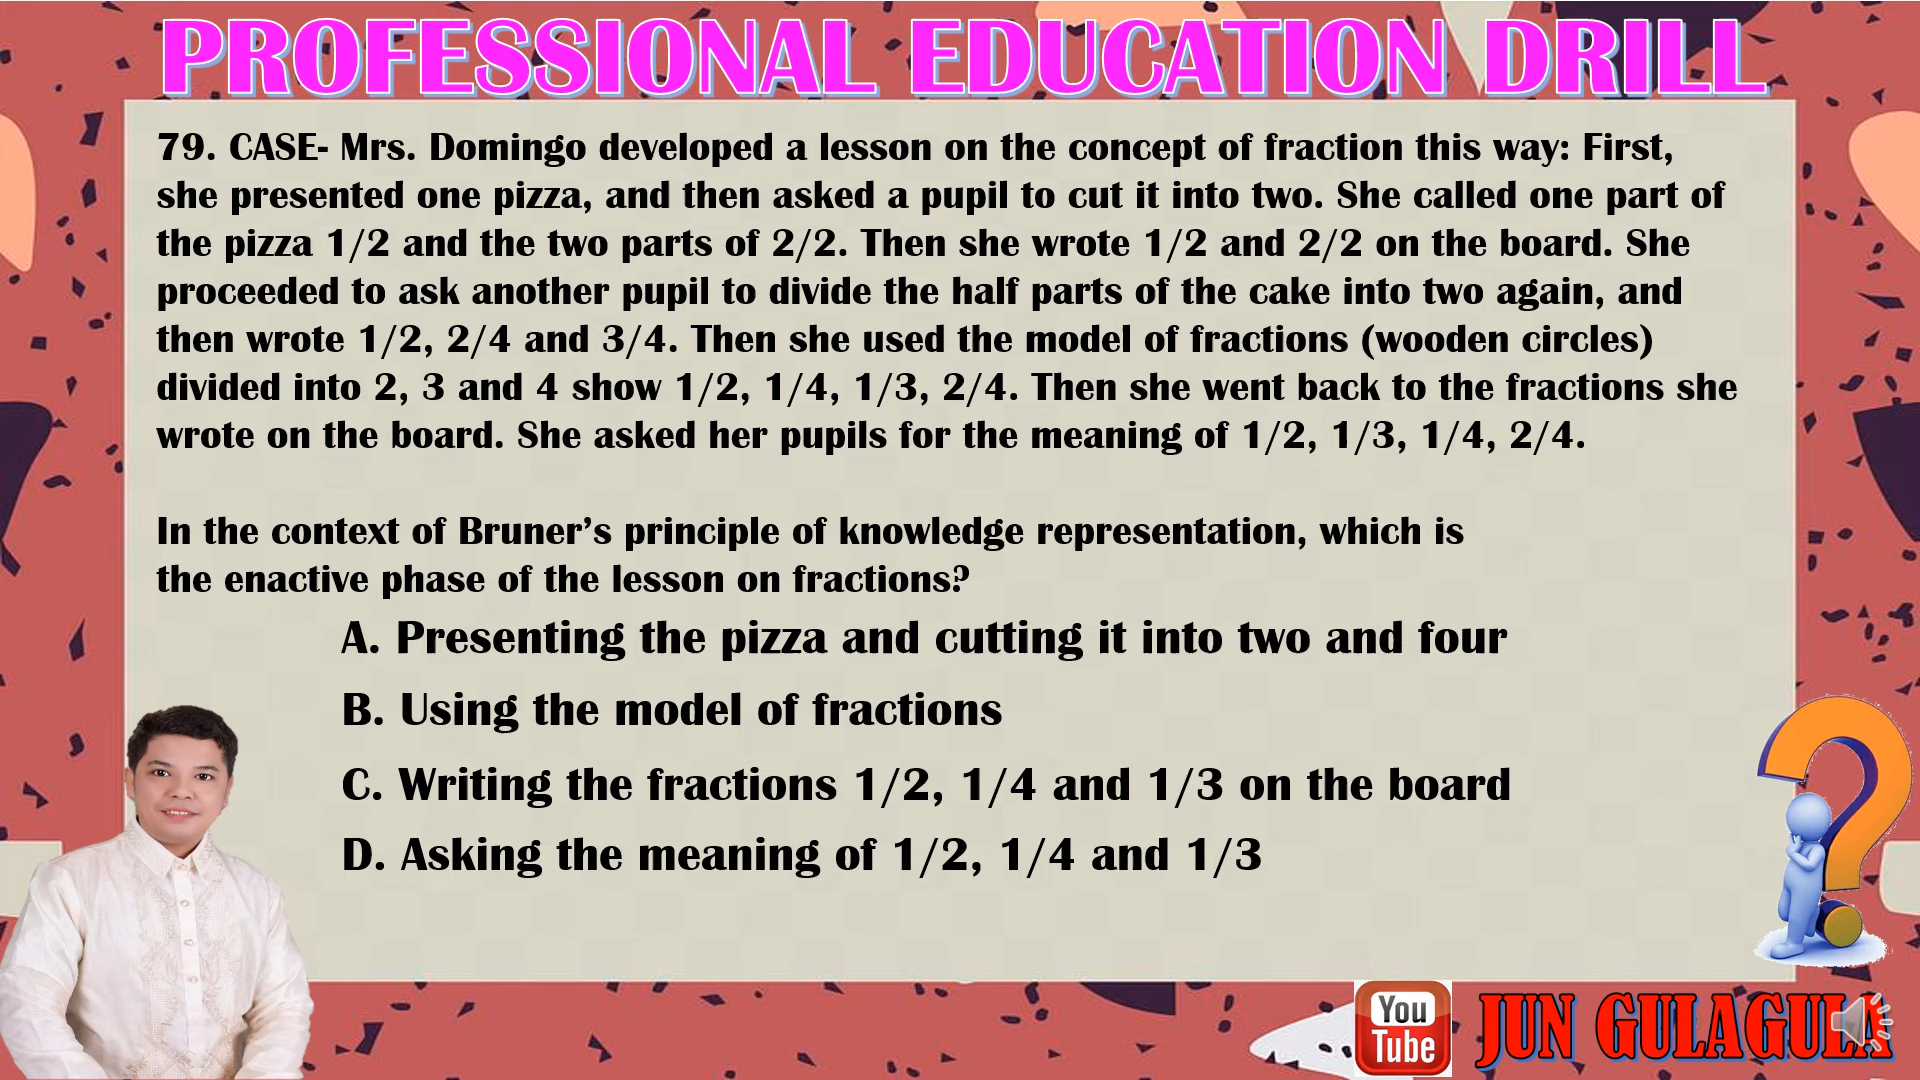 PROFESSIONAL EDUCATION DRILL
79. CASE- Mrs. Domingo developed a lesson on the concept of fraction this way: First,
she presented one pizza, and then asked a pupil to cut it into two. She called one part of
the pizza 1/2 and the two parts of 2/2. Then she wrote 1/2 and 2/2 on the board. She
proceeded to ask another pupil to divide the half parts of the cake into two again, and
then wrote 1/2, 2/4 and 3/4. Then she used the model of fractions (wooden circles)
divided into 2, 3 and 4 show 1/2, 1/4, 1/3, 2/4. Then she went back to the fractions she
wrote on the board. She asked her pupils for the meaning of 1/2, 1/3, 1/4, 2/4.
In the context of Bruner's principle of knowledge representation, which is
the enactive phase of the lesson on fractions?
A. Presenting the pizza and cutting it into two and four
B. Using the model of fractions
C. Writing the fractions 1/2, 1/4 and 1/3 on the board
D. Asking the meaning of 1/2, 1/4 and 1/3
You
Tube
JUN GULAGULA